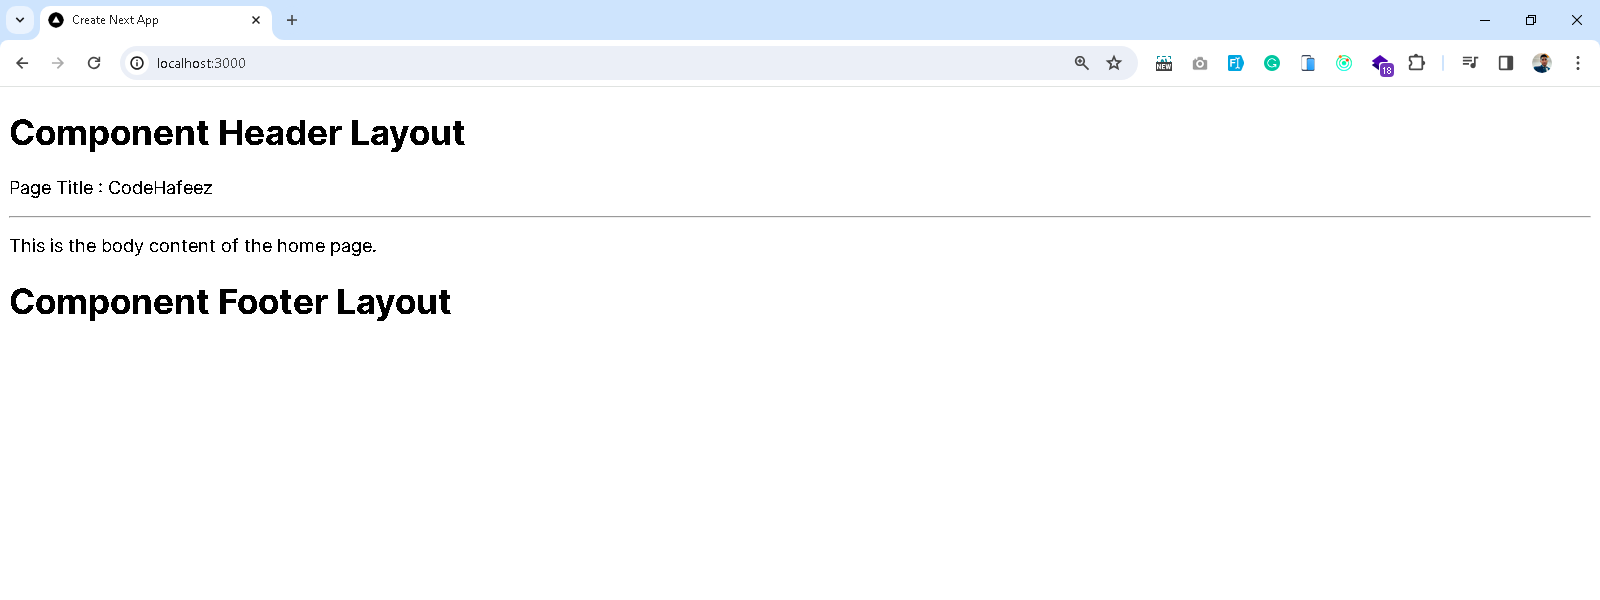 Create Next App
localhost:3000
NEW
18
Component Header Layout
Page Title : CodeHafeez
This is the body content of the home page.
Component Footer Layout